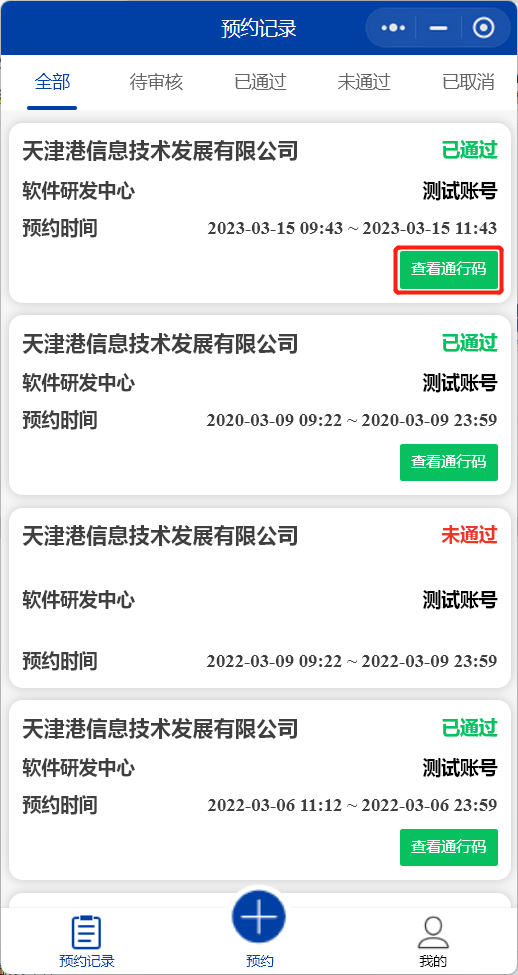 预约记录
全部 待审核 已通过 未通过 已取消
天津港信息技术发展有限公司 已通过
软件研发中心 测试账号
预约时间 2023-03-15 09:43 ~ 2023-03-15 11:43
查看通行码
天津港信息技术发展有限公司 已通过
软件研发中心 测试账号
预约时间 2020-03-09 09:22 ~ 2020-03-09 23:59
查看通行码
天津港信息技术发展有限公司 未通过
软件研发中心 测试账号
预约时间 2022-03-09 09:22 ~ 2022-03-09 23:59
天津港信息技术发展有限公司 已通过
软件研发中心 测试账号
预约时间 2022-03-06 11:12 ~ 2022-03-06 23:59
查看通行码
预约记录 预约 我的